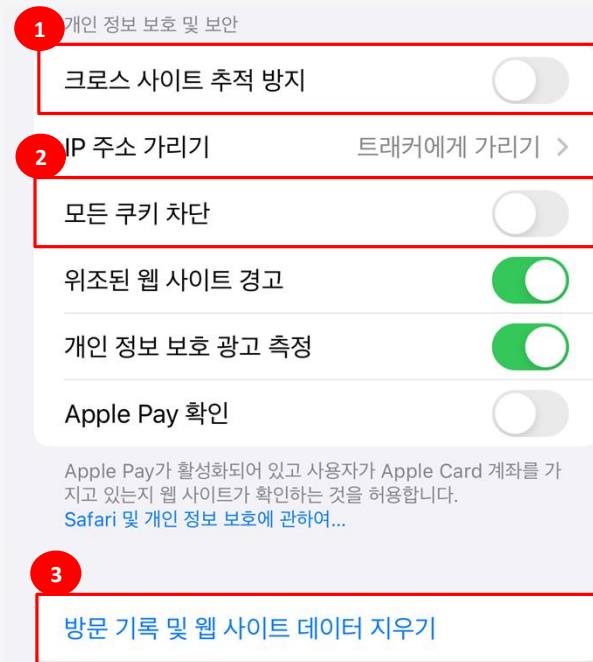 1
개인 정보 보호 및 보안
크로스 사이트 추적 방지
IP 주소 가리기 트래커에게 가리기 >
2
모든 쿠키 차단
위조된 웹 사이트 경고
개인 정보 보호 광고 측정
Apple Pay 확인
Apple Pay가 활성화되어 있고 사용자가 Apple Card 계좌를 가
지고 있는지 웹 사이트가 확인하는 것을 허용합니다.
Safari 및 개인 정보 보호에 관하여...
3
방문 기록 및 웹 사이트 데이터 지우기